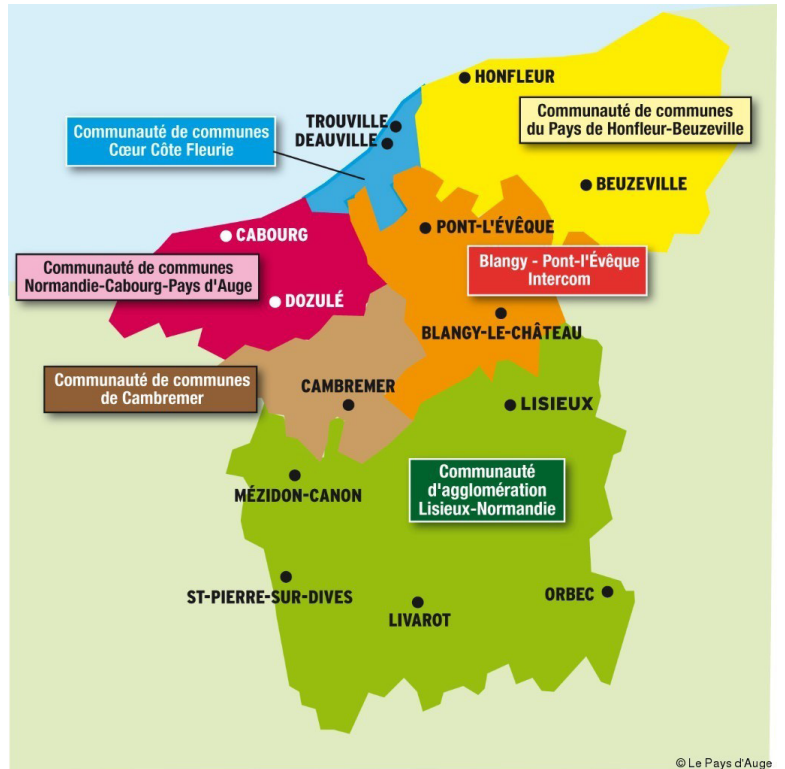 HONFLEUR
Communauté de communes
du Pays de Honfleur-Beuzeville
TROUVILLE
DEAUVILLE
Communauté de communes
Cœur Côte Fleurie
BEUZEVILLE
PONT-L'ÉVÊQUE
CABOURG
Blangy - Pont-l'Évêque
Intercom
Communauté de communes
Normandie-Cabourg-Pays d'Auge
DOZULÉ
BLANGY-LE-CHÂTEAU
Communauté de communes
de Cambremer
CAMBREMER
LISIEUX
Communauté
d'agglomération
Lisieux-Normandie
MÉZIDON-CANON
ST-PIERRE-SUR-DIVES
ORBEC
LIVAROT
© Le Pays d'Auge